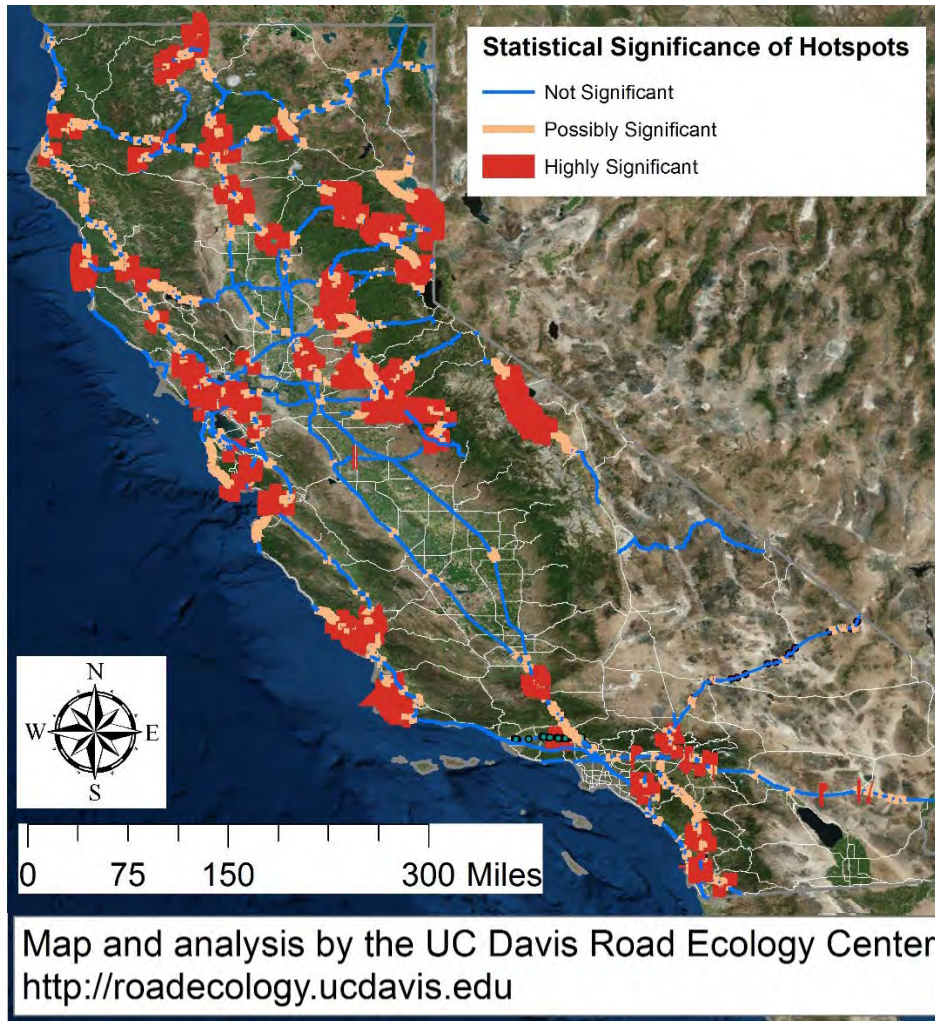 Statistical Significance of Hotspots
Not Significant
Possibly Significant
Highly Significant
N
W E
S
0 75 150 300 Miles
Map and analysis by the UC Davis Road Ecology Center
http://roadecology.ucdavis.edu